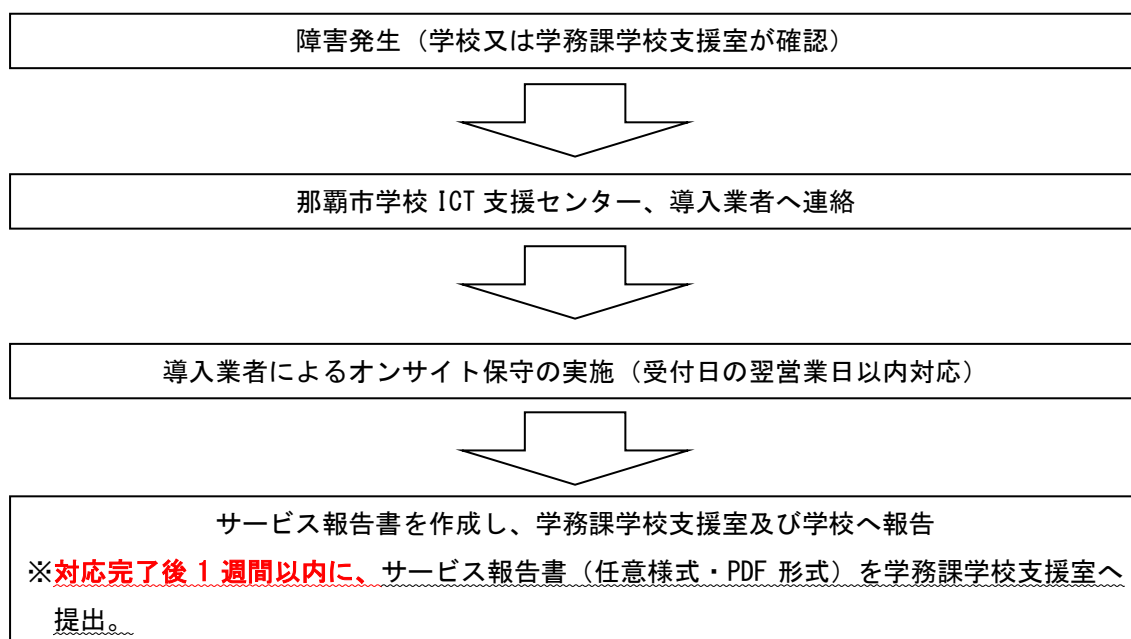 障害発生（学校又は学務課学校支援室が確認）
那覇市学校 ICT 支援センター、導入業者へ連絡
導入業者によるオンサイト保守の実施（受付日の翌営業日以内対応）
サービス報告書を作成し、学務課学校支援室及び学校へ報告
※対応完了後 1 週間以内に、サービス報告書（任意様式・PDF 形式）を学務課学校支援室へ
提出。